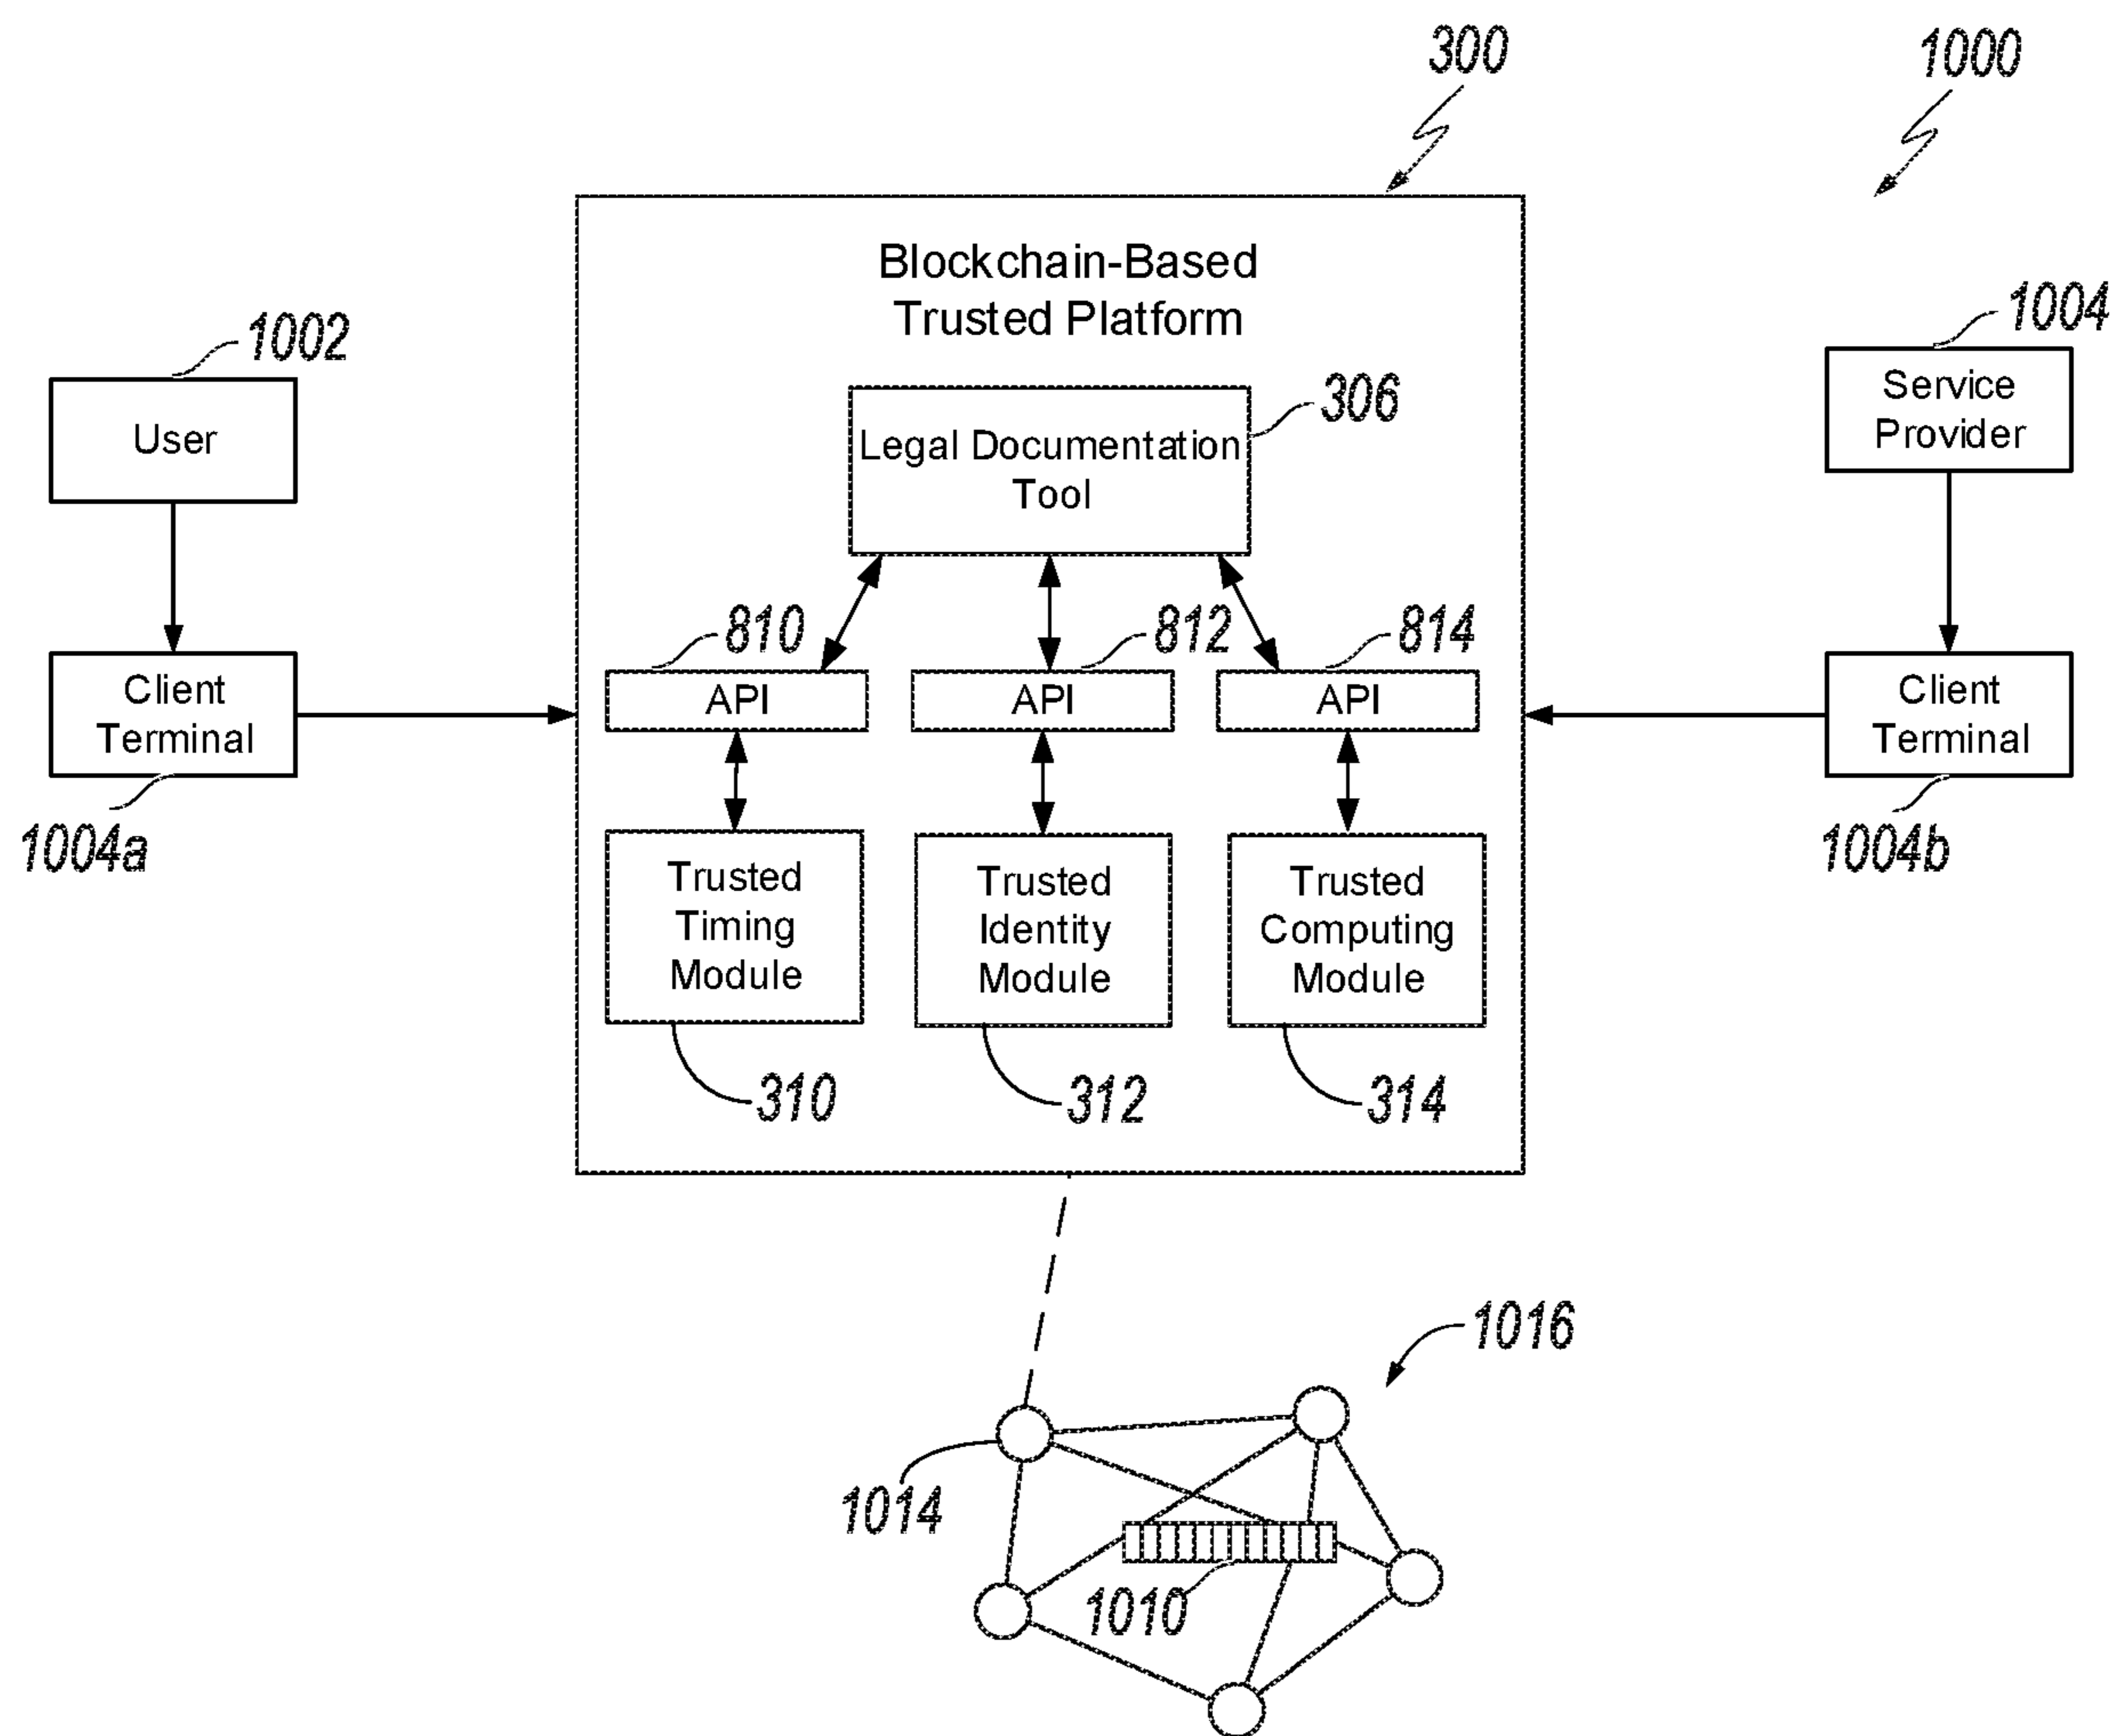 300
1000
Blockchain-Based
Trusted Platform
1002
User
Client
Terminal
1004a
306
Legal Documentation
Tool
810
API
812
API
814
API
Trusted
Timing
Module
310
Trusted
Identity
Module
312
Trusted
Computing
Module
314
1004
Service
Provider
Client
Terminal
1004b
1016
1014
1010